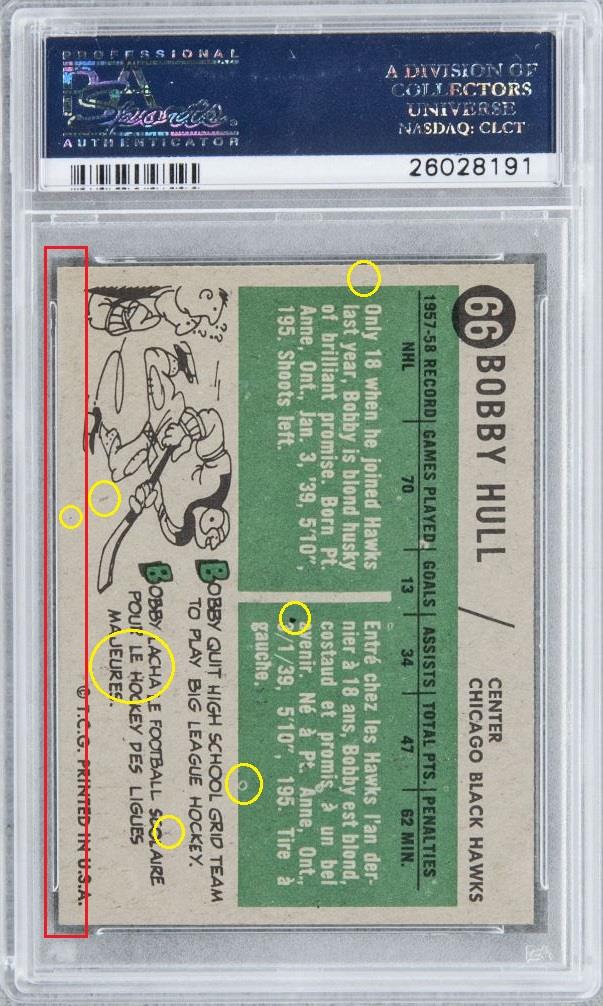 PROFESSIONAL
PSA
Sports
AUTHENTICATOR
A DIVISION OF
COLLECTORS
UNIVERSE
NASDAQ: CLCT
26028191
66 BOBBY HULL
CENTER
CHICAGO BLACK HAWKS
1957-58 RECORD | GAMES PLAYED | GOALS | ASSISTS | TOTAL PTS. | PENALTIES
NHL 70 13 34 47 62 MIN.
Only 18 when he joined Hawks
last year, Bobby is blond husky
of brilliant promise. Born Pt.
Anne, Ont., Jan. 3, '39, 5'10",
195. Shoots left.
Entré chez les Hawks l'an der-
nier à 18 ans, Bobby est blond,
costaud et promis à un bel
avenir. Né à Pt. Anne, Ont.,
3/1/39, 5'10", 195. Tire à
gauche.
BOBBY QUIT HIGH SCHOOL GRID TEAM
TO PLAY BIG LEAGUE HOCKEY.
BOBBY LACHA LE FOOTBALL SCOLAIRE
POUR LE HOCKEY DES LIGUES
MAJEURES.
© T.C.G. PRINTED IN U.S.A.